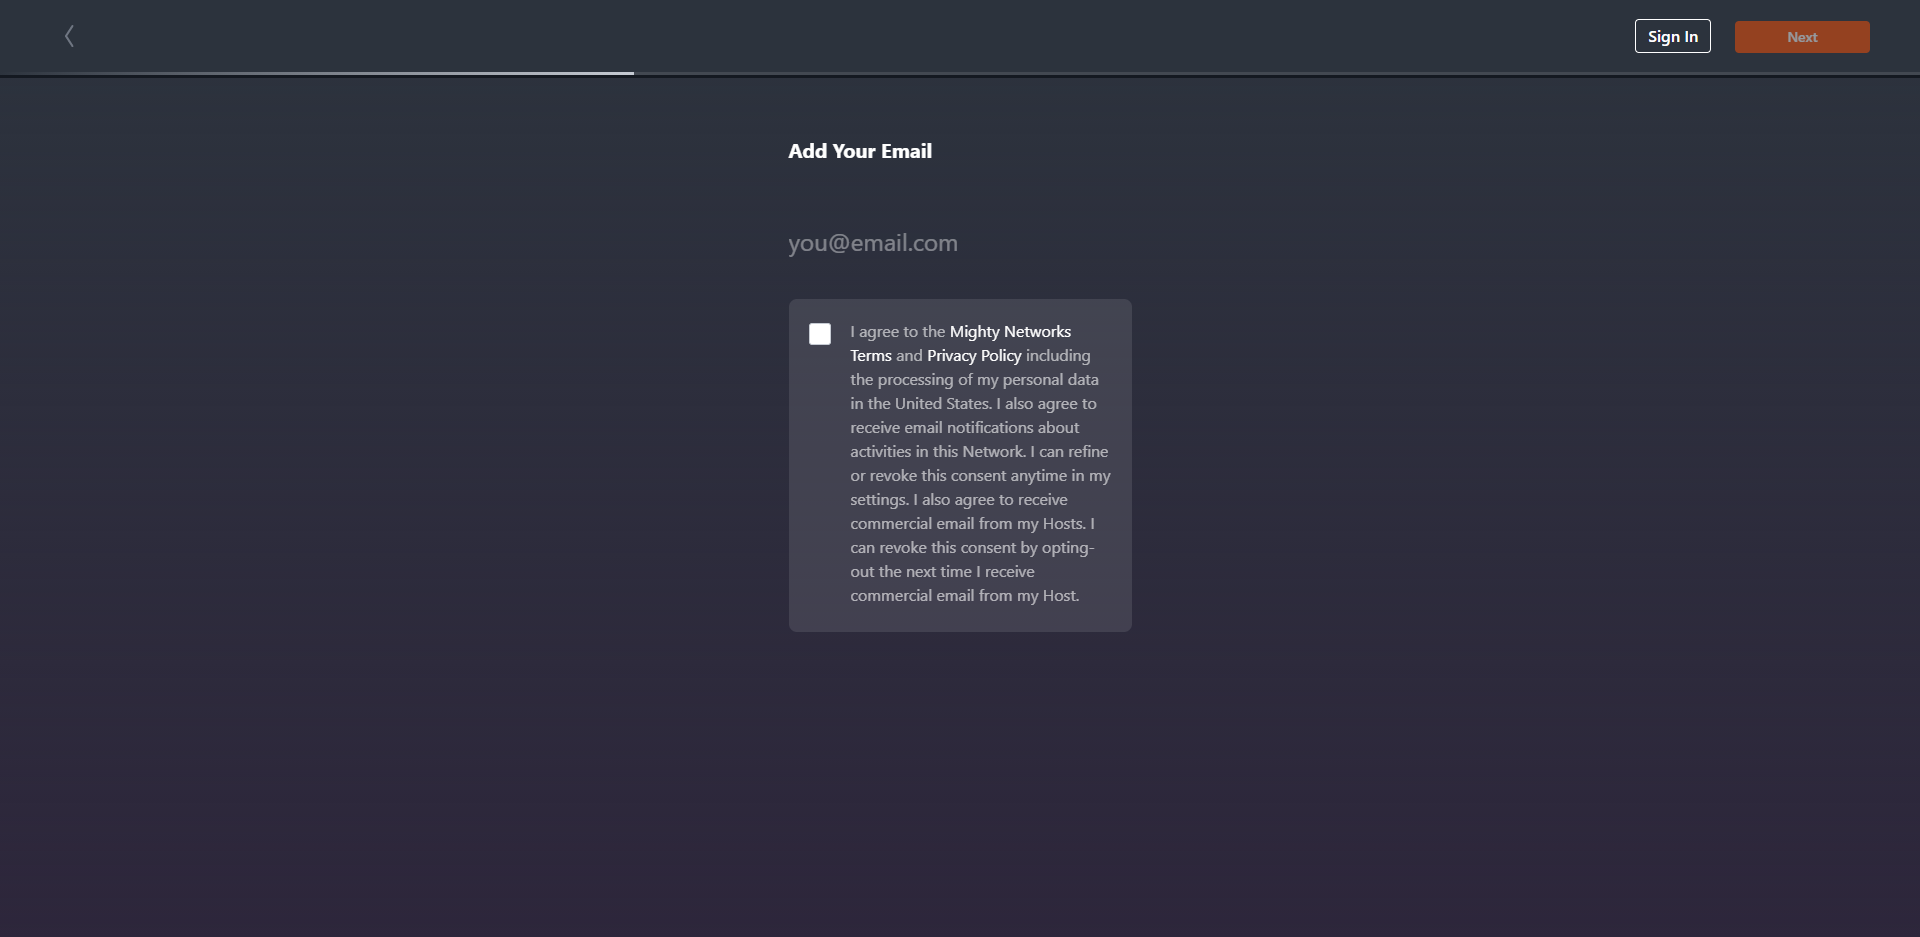 Sign In
Next
Add Your Email
you@email.com
I agree to the Mighty Networks
Terms and Privacy Policy including
the processing of my personal data
in the United States. I also agree to
receive email notifications about
activities in this Network. I can refine
or revoke this consent anytime in my
settings. I also agree to receive
commercial email from my Hosts. I
can revoke this consent by opting-
out the next time I receive
commercial email from my Host.